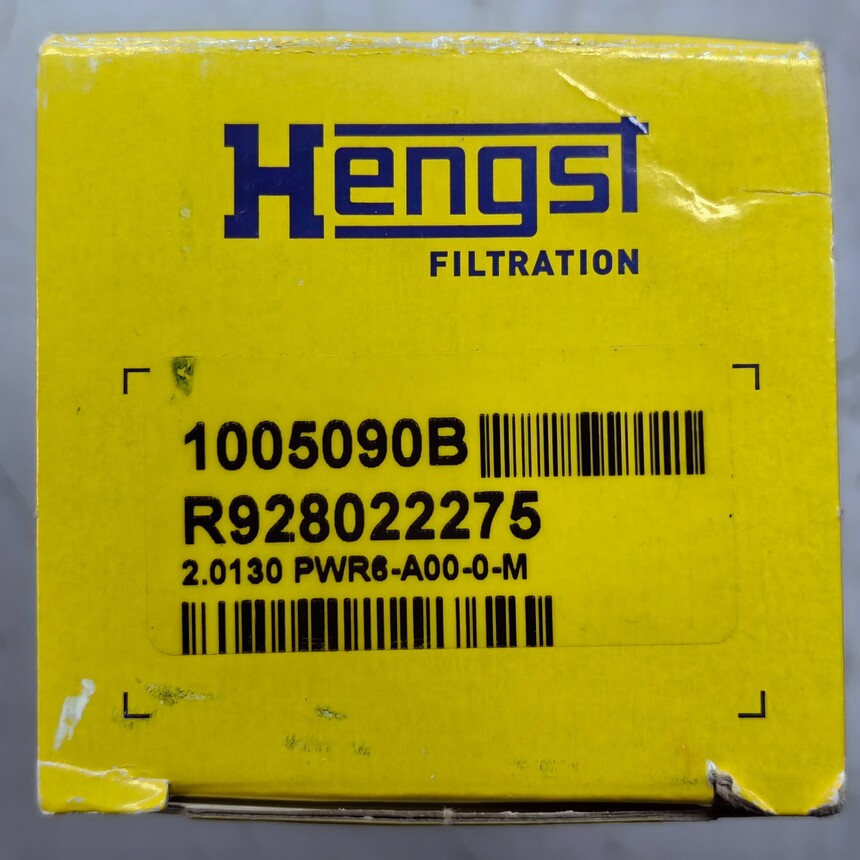 Hengst
FILTRATION
1005090B
R928022275
2.0130 PWR6-A00-0-M